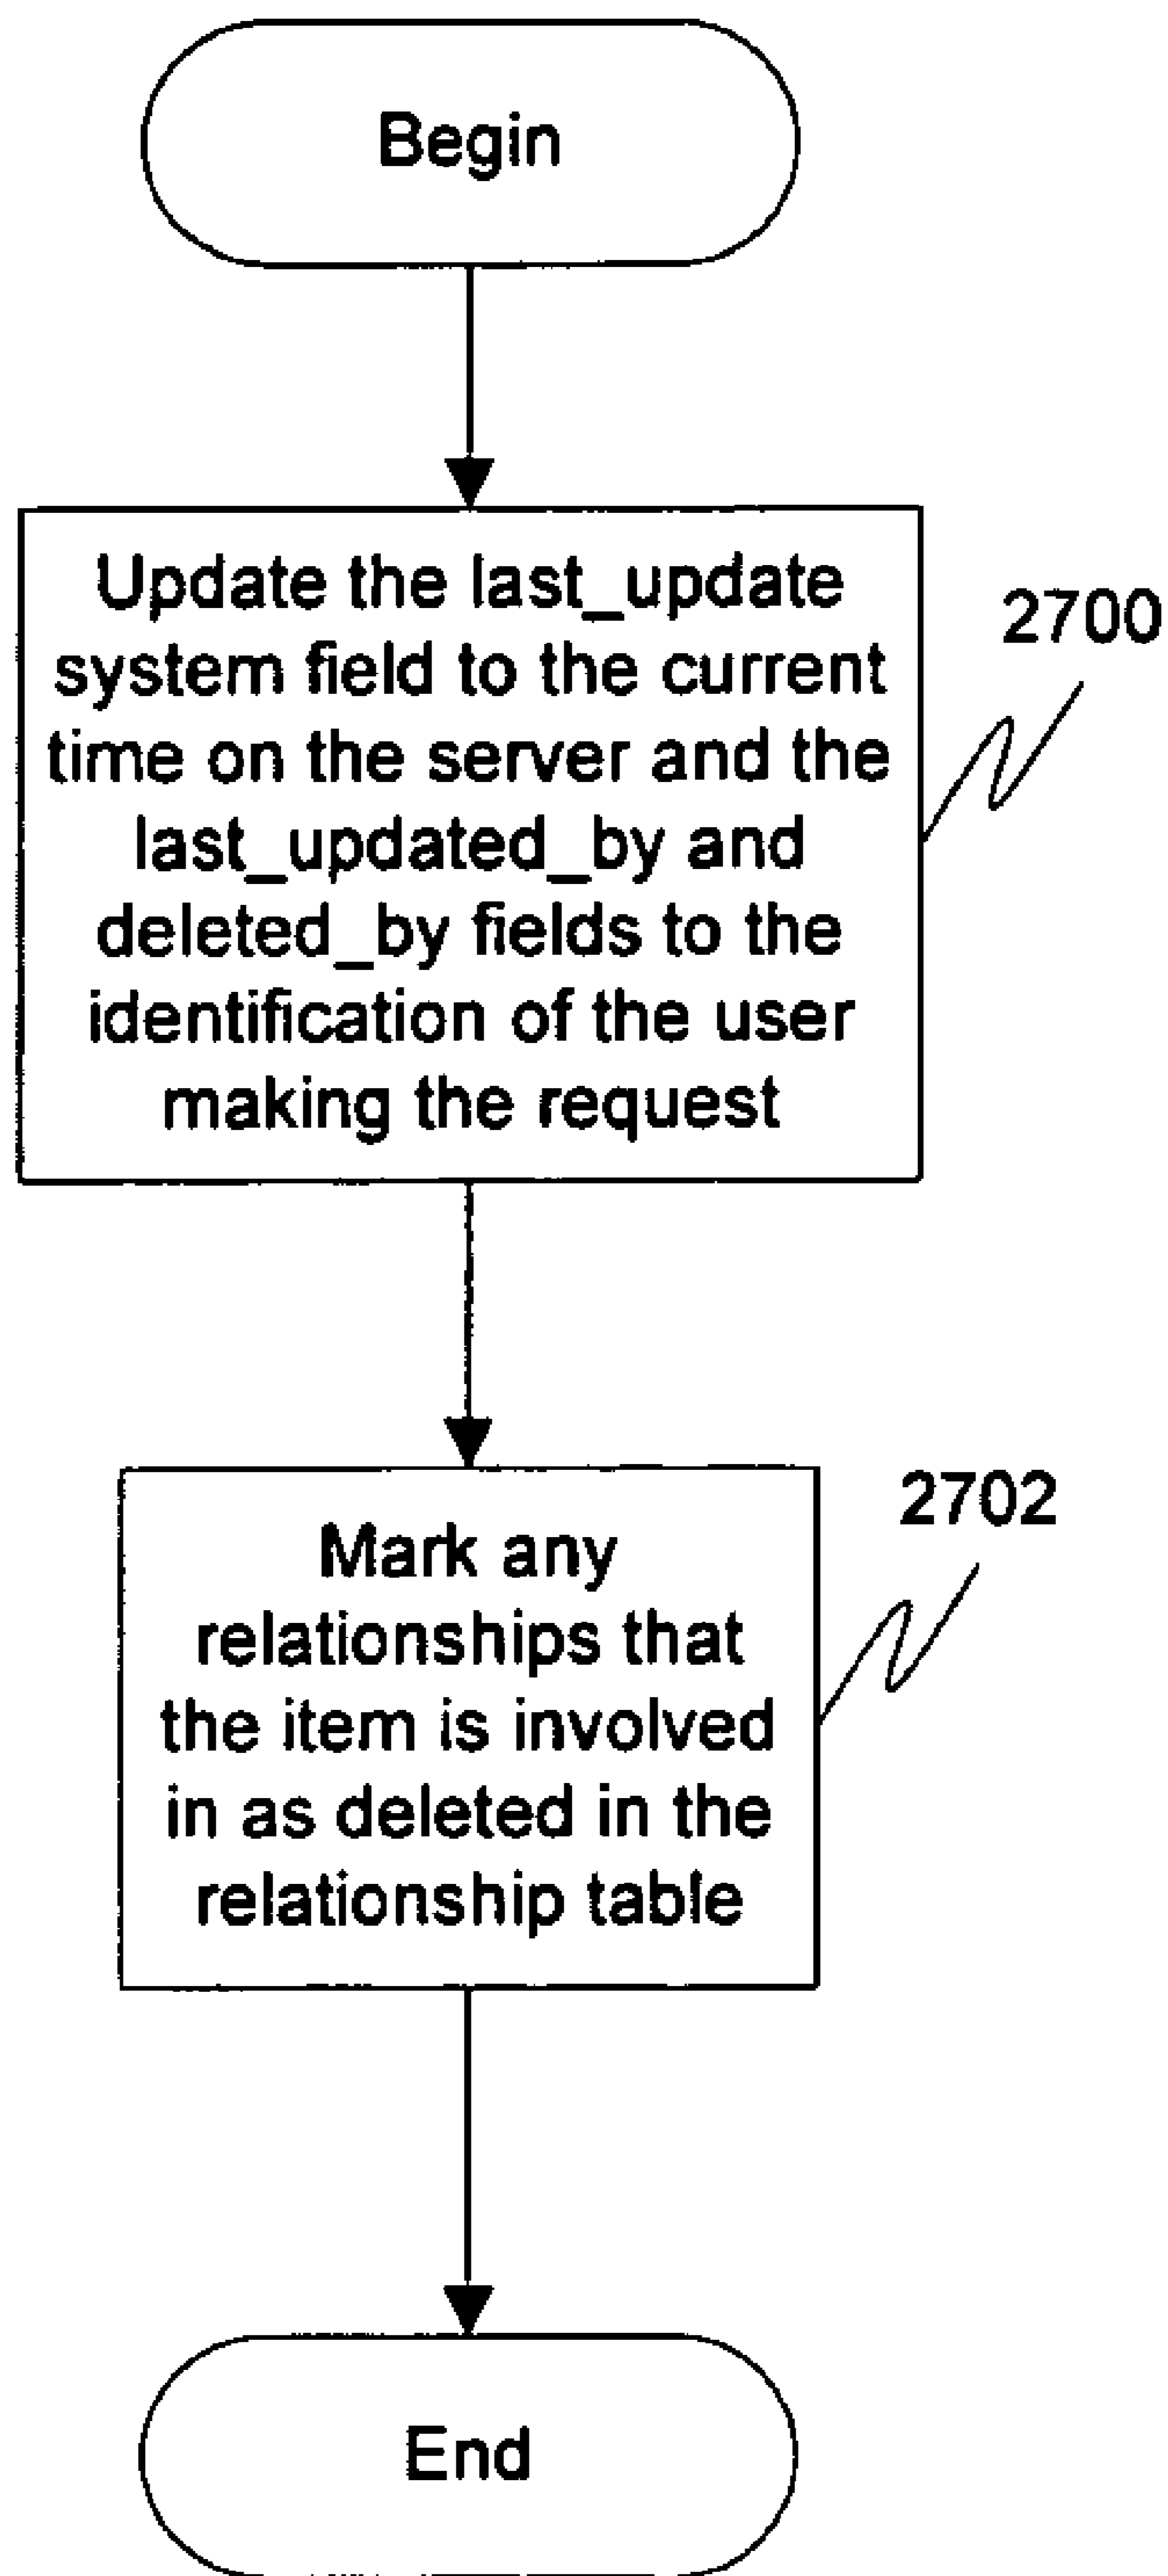 Begin
Update the last_update
system field to the current
time on the server and the
last_updated_by and
deleted_by fields to the
identification of the user
making the request
2700
Mark any
relationships that
the item is involved
in as deleted in the
relationship table
2702
End